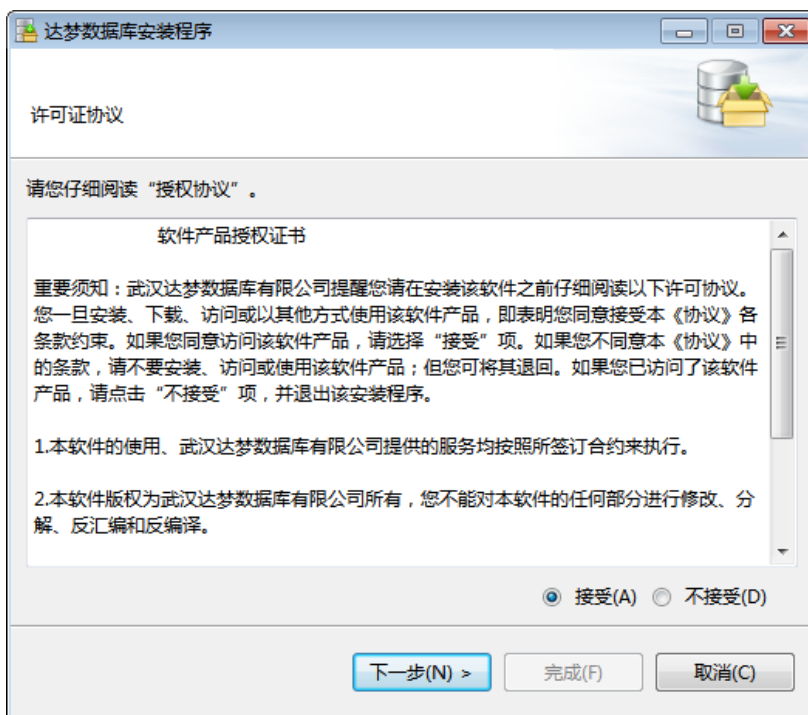 达梦数据库安装程序
许可证协议
请您仔细阅读“授权协议”。
软件产品授权证书
重要须知：武汉达梦数据库有限公司提醒您请在安装该软件之前仔细阅读以下许可协议。
您一旦安装、下载、访问或以其他方式使用该软件产品，即表明您同意接受本《协议》各
条款约束。如果您同意访问该软件产品，请选择“接受”项。如果您不同意本《协议》中
的条款，请不要安装、访问或使用该软件产品；但您可将其退回。如果您已访问了该软件
产品，请点击“不接受”项，并退出该安装程序。
1.本软件的使用、武汉达梦数据库有限公司提供的服务均按照所签订合约来执行。
2.本软件版权为武汉达梦数据库有限公司所有，您不能对本软件的任何部分进行修改、分
解、反汇编和反编译。
接受(A) 不接受(D)
下一步(N) > 完成(F) 取消(C)